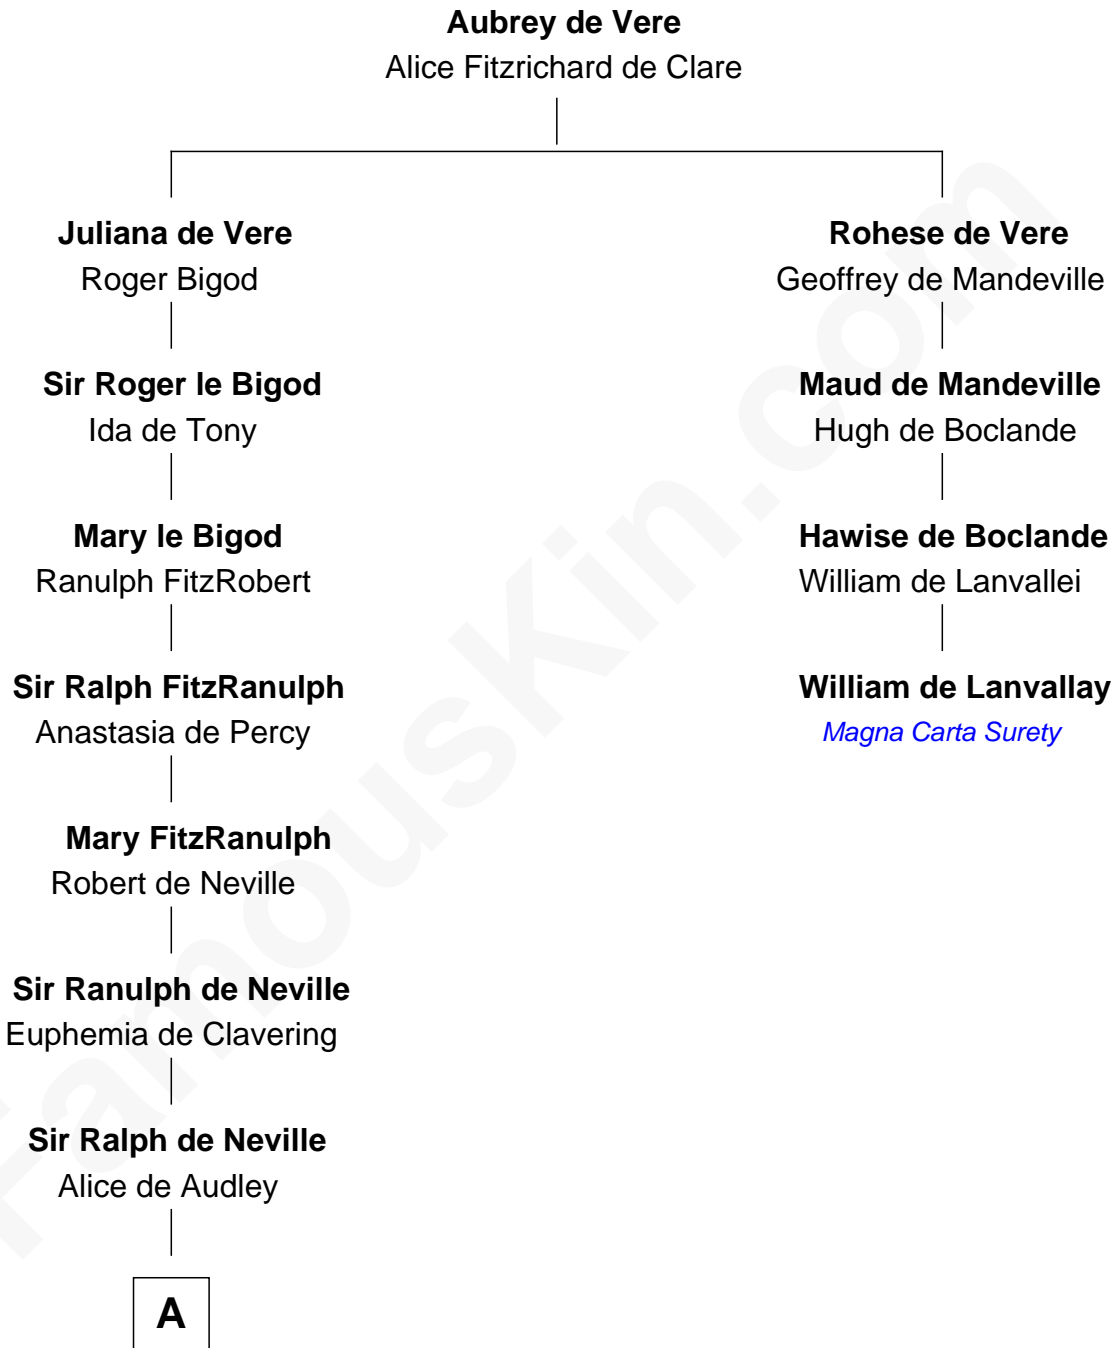 Aubrey de Vere
Alice Fitzrichard de Clare
Juliana de Vere
Roger Bigod
Rohese de Vere
Geoffrey de Mandeville
Sir Roger le Bigod
Ida de Tony
Maud de Mandeville
Hugh de Boclande
Mary le Bigod
Ranulph FitzRobert
Hawise de Boclande
William de Lanvallei
Sir Ralph FitzRanulph
Anastasia de Percy
William de Lanvallay
Magna Carta Surety
Mary FitzRanulph
Robert de Neville
Sir Ranulph de Neville
Euphemia de Clavering
Sir Ralph de Neville
Alice de Audley
A
FamousKin.com